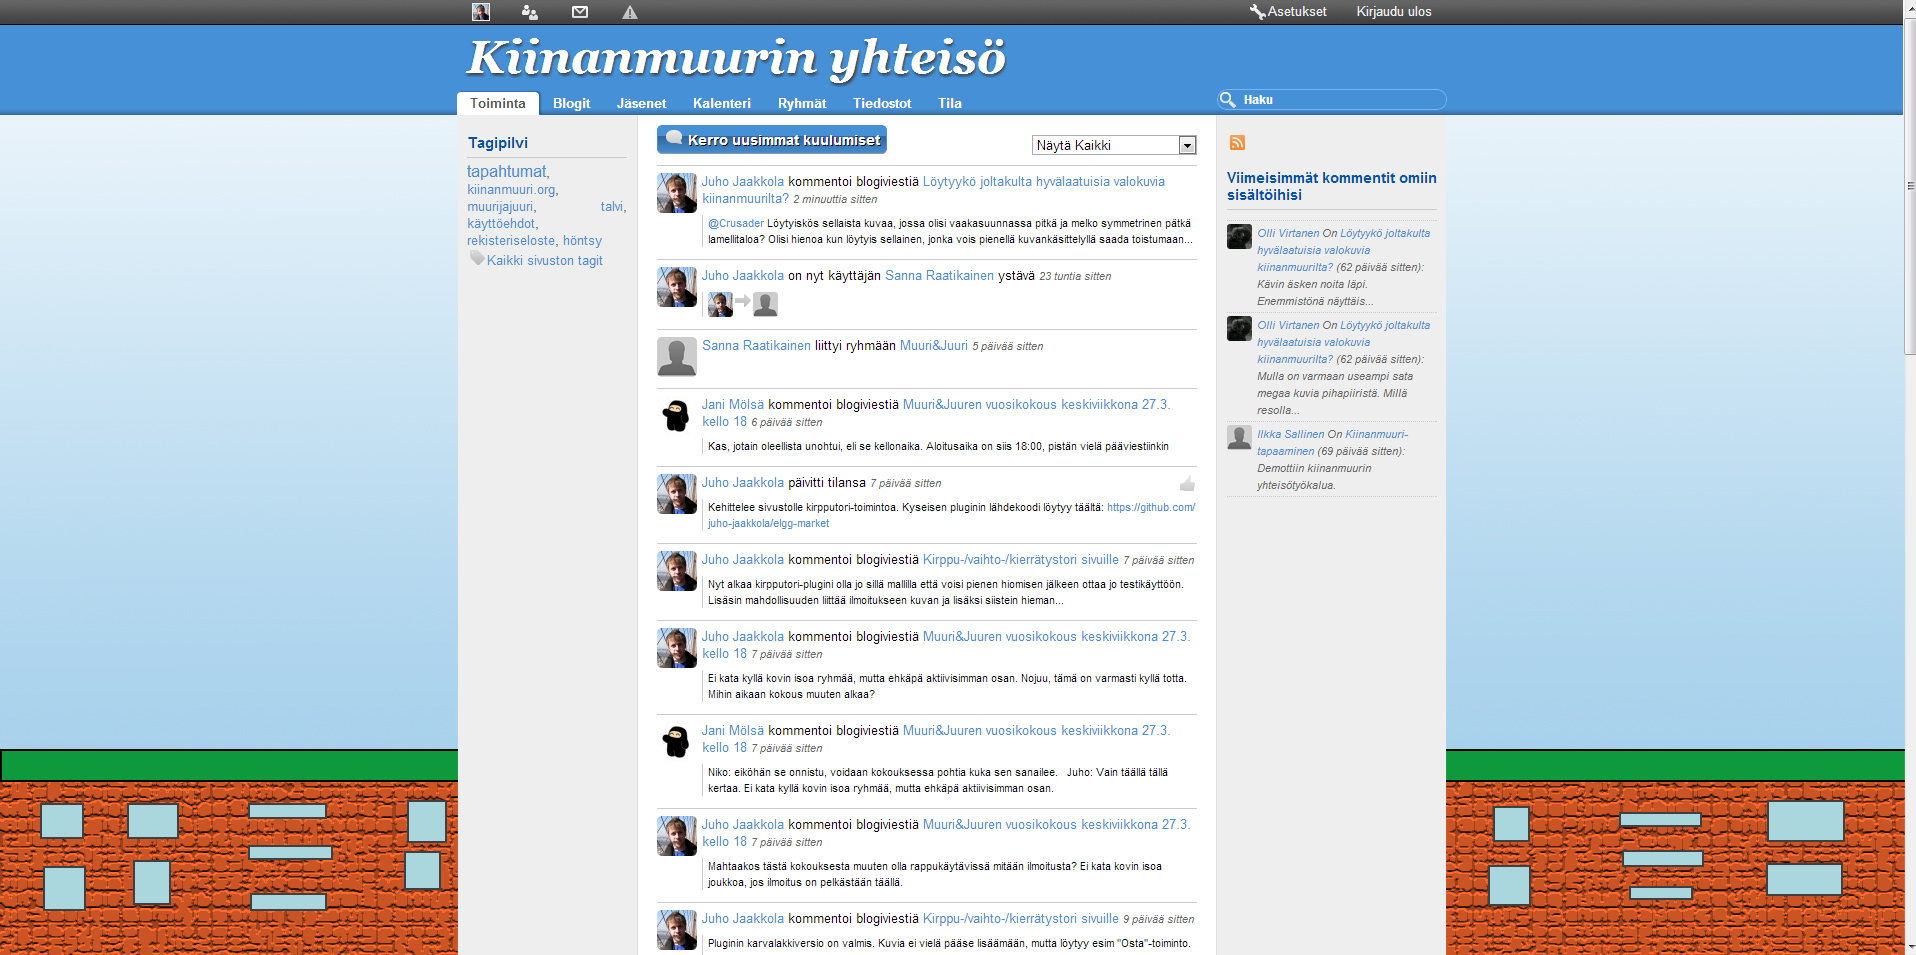 Asetukset Kirjaudu ulos
Kiinanmuurin yhteisö
Toiminta Blogit Jäsenet Kalenteri Ryhmät Tiedostot Tila
Haku
Tagipilvi
tapahtumat,
kiinanmuuri.org,
muurijajuuri, talvi,
käyttöehdot,
rekisteriseloste, höntsy
Kaikki sivuston tagit
Kerro uusimmat kuulumiset
Näytä Kaikki
Juho Jaakkola kommentoi blogiviestiä Löytyykö joltakulta hyvälaatuisia valokuvia
kiinanmuurilta? 2 minuuttia sitten
@Crusader Löytyiskös sellaista kuvaa, jossa olisi vaakasuunnassa pitkä ja melko symmetrinen pätkä
lamellitaloa? Olisi hienoa kun löytyis sellainen, jonka vois pienellä kuvankäsittelyllä saada toistumaan...
Juho Jaakkola on nyt käyttäjän Sanna Raatikainen ystävä 23 tuntia sitten
Sanna Raatikainen liittyi ryhmään Muuri&Juuri 5 päivää sitten
Jani Mölsä kommentoi blogiviestiä Muuri&Juuren vuosikokous keskiviikkona 27.3.
kello 18 6 päivää sitten
Kas, jotain oleellista unohtui, eli se kellonaika. Aloitusaika on siis 18:00, pistän vielä pääviestiinkin
Juho Jaakkola päivitti tilansa 7 päivää sitten
Kehittelee sivustolle kirpputori-toimintoa. Kyseisen pluginin lähdekoodi löytyy täältä: https://github.com/
juho-jaakkola/elgg-market
Juho Jaakkola kommentoi blogiviestiä Kirppu-/vaihto-/kierrätystori sivuille 7 päivää sitten
Nyt alkaa kirpputori-plugini olla jo sillä mallilla että voisi pienen hiomisen jälkeen ottaa jo testikäyttöön.
Lisäsin mahdollisuuden liittää ilmoitukseen kuvan ja lisäksi siistein hieman...
Juho Jaakkola kommentoi blogiviestiä Muuri&Juuren vuosikokous keskiviikkona 27.3.
kello 18 7 päivää sitten
Ei kata kyllä kovin isoa ryhmää, mutta ehkäpä aktiivisimman osan. Nojuu, tämä on varmasti kyllä totta.
Mihin aikaan kokous muuten alkaa?
Jani Mölsä kommentoi blogiviestiä Muuri&Juuren vuosikokous keskiviikkona 27.3.
kello 18 7 päivää sitten
Niko: eiköhän se onnistu, voidaan kokouksessa pohtia kuka sen sanailee. Juho: Vain täällä tällä
kertaa. Ei kata kyllä kovin isoa ryhmää, mutta ehkäpä aktiivisimman osan.
Juho Jaakkola kommentoi blogiviestiä Muuri&Juuren vuosikokous keskiviikkona 27.3.
kello 18 7 päivää sitten
Mahtaakos tästä kokouksesta muuten olla rappukäytävissä mitään ilmoitusta? Ei kata kovin isoa
joukkoa, jos ilmoitus on pelkästään täällä.
Juho Jaakkola kommentoi blogiviestiä Kirppu-/vaihto-/kierrätystori sivuille 9 päivää sitten
Pluginin karvalakkiversio on valmis. Kuvia ei vielä pääse lisäämään, mutta löytyy esim "Osta"-toiminto.
Viimeisimmät kommentit omiin
sisältöihisi
Olli Virtanen On Löytyykö joltakulta
hyvälaatuisia valokuvia
kiinanmuurilta? (62 päivää sitten):
Kävin äsken noita läpi.
Enemmistönä näyttäis...
Olli Virtanen On Löytyykö joltakulta
hyvälaatuisia valokuvia
kiinanmuurilta? (62 päivää sitten):
Mulla on varmaan useampi sata
megaa kuvia pihapiiristä. Millä
resolla...
Ilkka Sallinen On Kiinanmuuri-
tapaaminen (69 päivää sitten):
Demottiin kiinanmuurin
yhteisötyökalua.